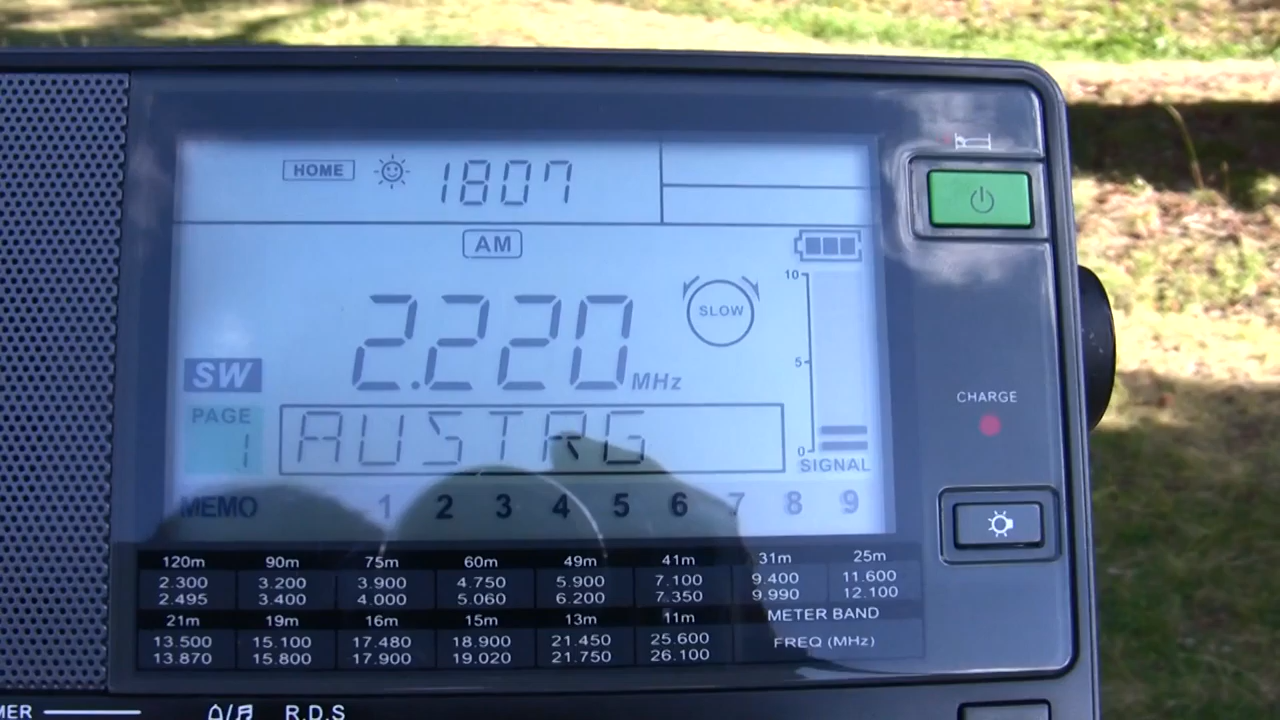 HOME 1807
AM
10
SLOW
2.220 MHz
5
SW
PAGE
1
AUSTRG
0
SIGNAL
MEMO 1 2 3 4 5 6 7 8 9
CHARGE
120m 90m 75m 60m 49m 41m 31m 25m
2.300 3.200 3.900 4.750 5.900 7.100 9.400 11.600
2.495 3.400 4.000 5.060 6.200 7.350 9.990 12.100
21m 19m 16m 15m 13m 11m METER BAND
13.500 15.100 17.480 18.900 21.450 25.600 FREQ (MHz)
13.870 15.800 17.900 19.020 21.750 26.100
R.D.S